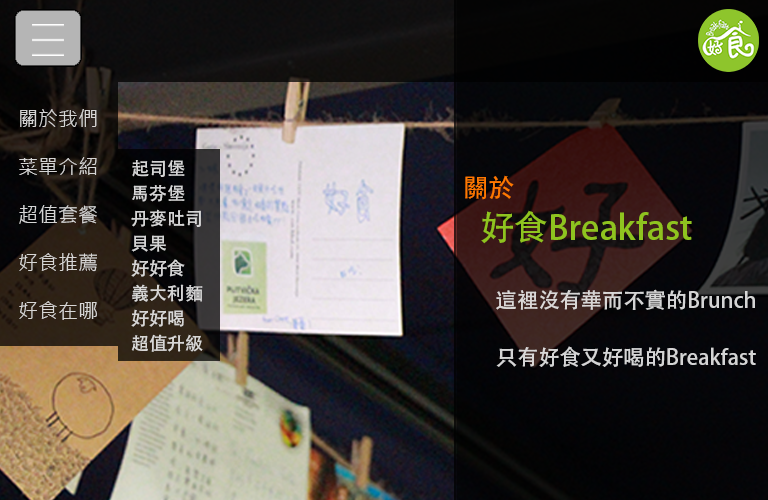 好食
關於我們
菜單介紹
超值套餐
好食推薦
好食在哪
起司堡
馬芬堡
丹麥吐司
貝果
好好食
義大利麵
好好喝
超值升級
PLITVIČKA
JEZERA
好
關於
好食Breakfast
這裡沒有華而不實的Brunch
只有好食又好喝的Breakfast